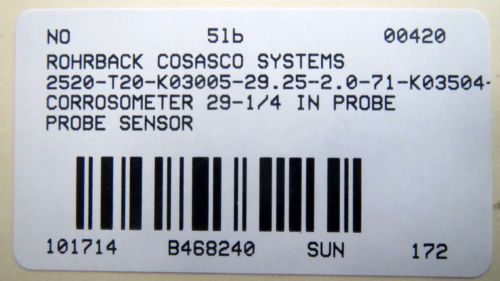 NO 51b 00420
ROHRBACK COSASCO SYSTEMS
2520-T20-K03005-29.25-2.0-71-K03504-
CORROSOMETER 29-1/4 IN PROBE
PROBE SENSOR
101714 B468240 SUN 172